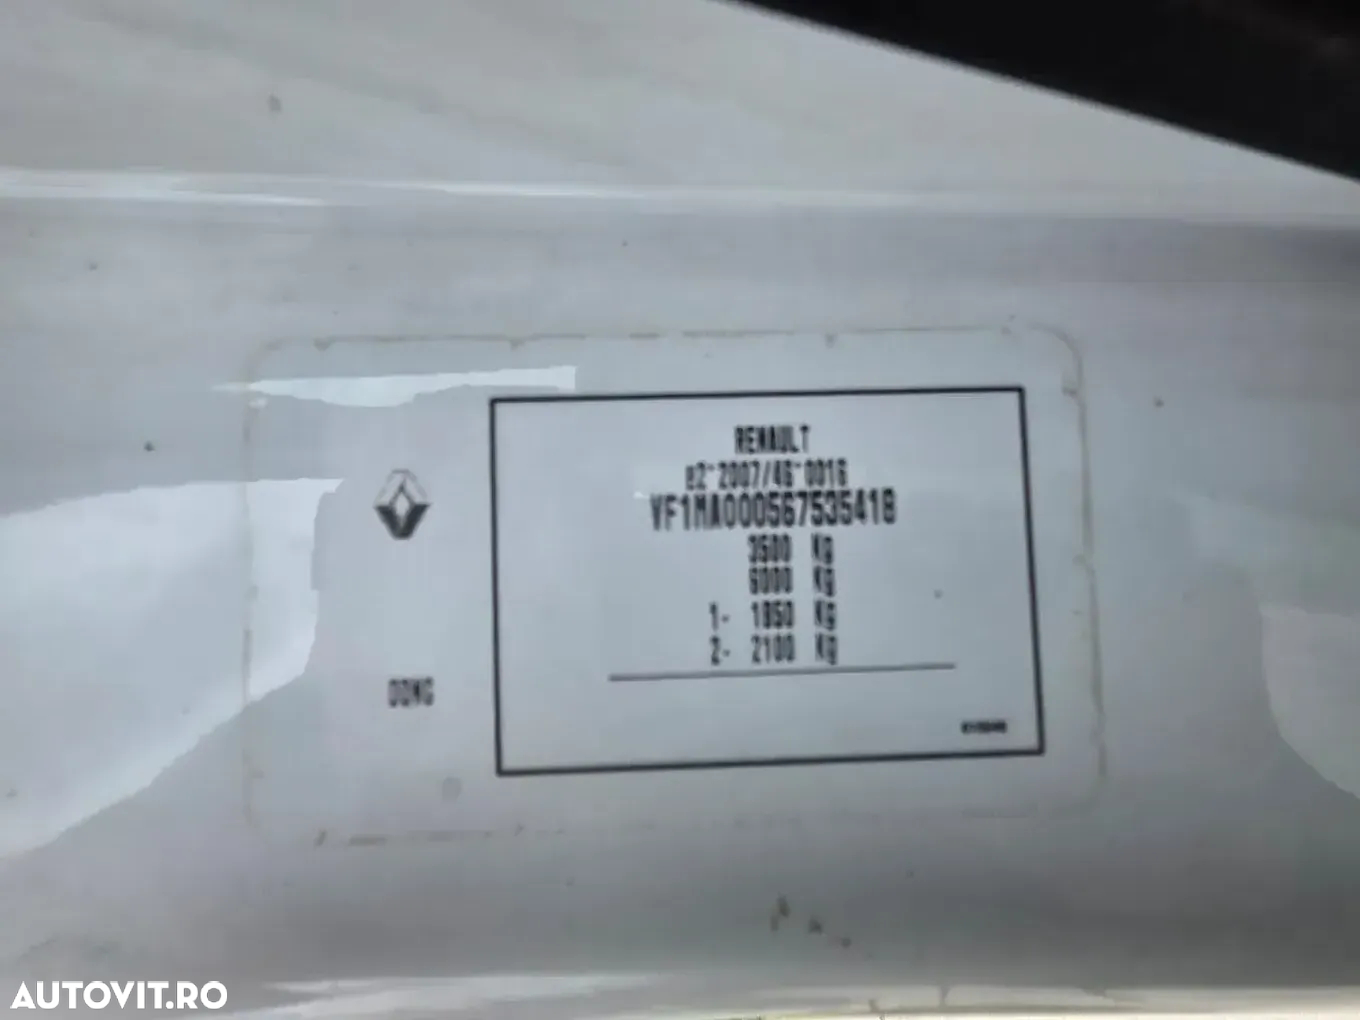 RENAULT
e2*2007/46*0016
VF1MA000567535418
3500 Kg
6000 Kg
1- 1850 Kg
2- 2100 Kg
AUTOVIT.RO